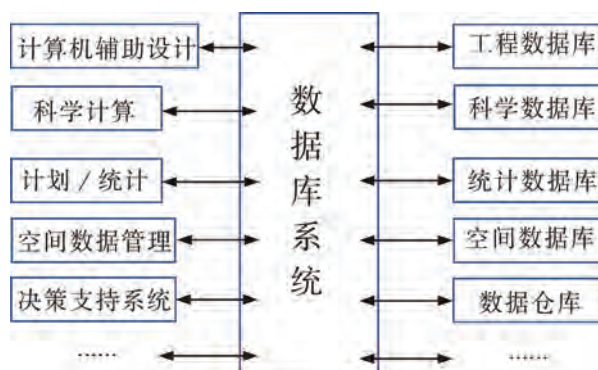 计算机辅助设计
科学计算
计划／统计
空间数据管理
决策支持系统
……
数据库系统
工程数据库
科学数据库
统计数据库
空间数据库
数据仓库
……